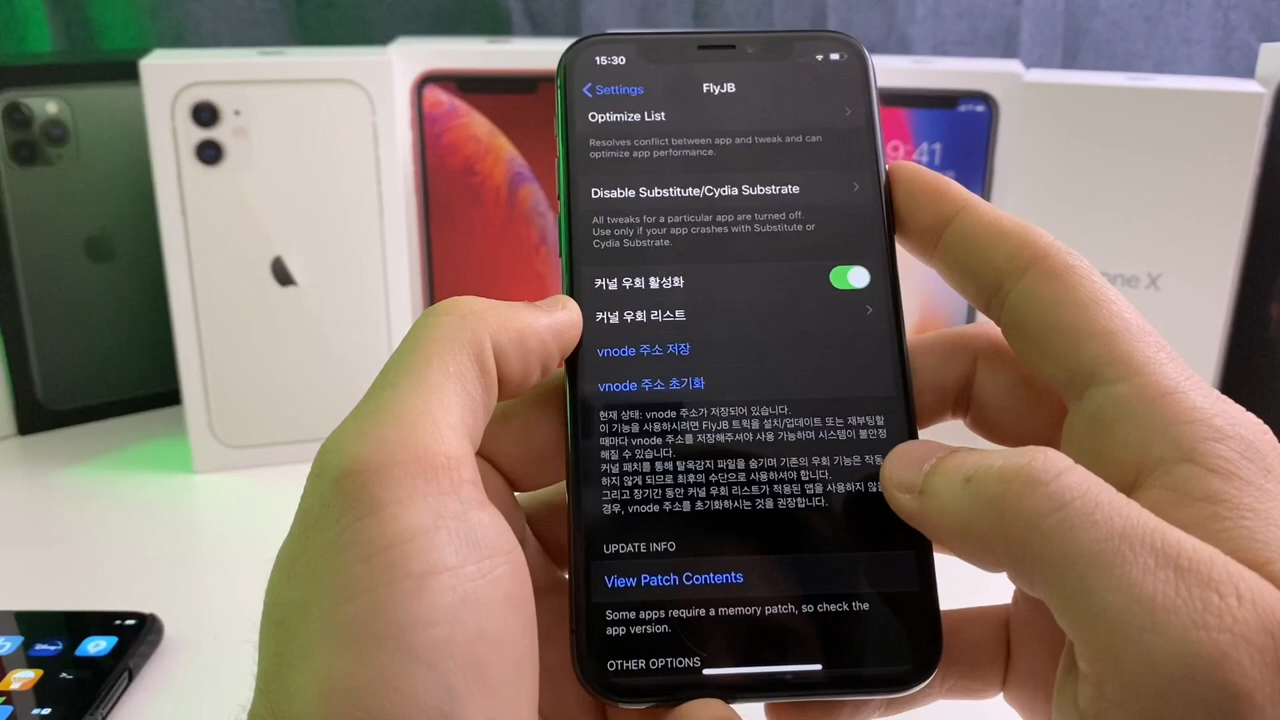 15:30
Settings
FlyJB
Optimize List
Resolves conflict between app and tweak and can
optimize app performance.
Disable Substitute/Cydia Substrate
All tweaks for a particular app are turned off.
Use only if your app crashes with Substitute or
Cydia Substrate.
커널 우회 활성화
커널 우회 리스트
vnode 주소 저장
vnode 주소 초기화
현재 상태: vnode 주소가 저장되어 있습니다.
이 기능을 사용하시려면 FlyJB 트윅을 설치/업데이트 또는 재부팅할
때마다 vnode 주소를 저장해주셔야 사용 가능하며 시스템이 불안정
해질 수 있습니다.
커널 패치를 통해 탈옥감지 파일을 숨기며 기존의 우회 기능은 작동
하지 않게 되므로 최후의 수단으로 사용하셔야 합니다.
그리고 장기간 동안 커널 우회 리스트가 적용된 앱을 사용하지 않을
경우, vnode 주소를 초기화하시는 것을 권장합니다.
UPDATE INFO
View Patch Contents
Some apps require a memory patch, so check the
app version.
OTHER OPTIONS
9:41
one X